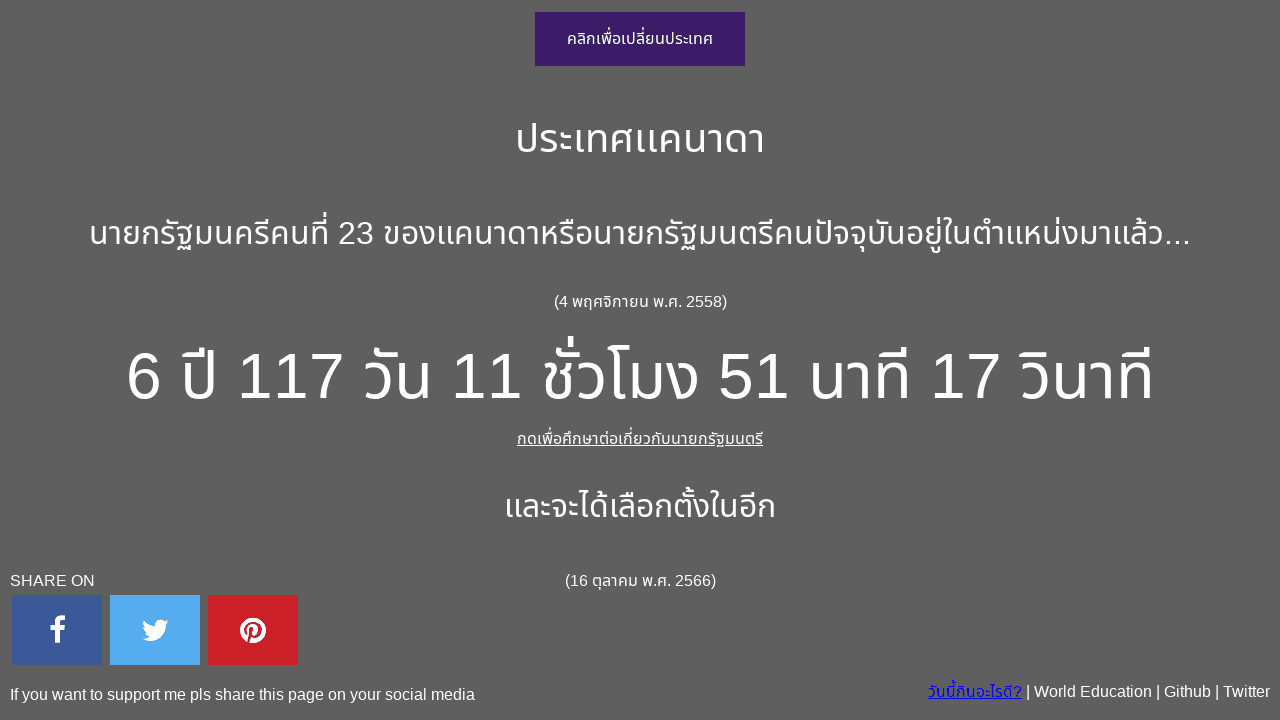 คลิกเพื่อเปลี่ยนประเทศ
ประเทศแคนาดา
นายกรัฐมนครีคนที่ 23 ของแคนาดาหรือนายกรัฐมนตรีคนปัจจุบันอยู่ในตำแหน่งมาแล้ว...
(4 พฤศจิกายน พ.ศ. 2558)
6 ปี 117 วัน 11 ชั่วโมง 51 นาที 17 วินาที
กดเพื่อศึกษาต่อเกี่ยวกับนายกรัฐมนตรี
และจะได้เลือกตั้งในอีก
(16 ตุลาคม พ.ศ. 2566)
SHARE ON
If you want to support me pls share this page on your social media
วันนี้กินอะไรดี? | World Education | Github | Twitter